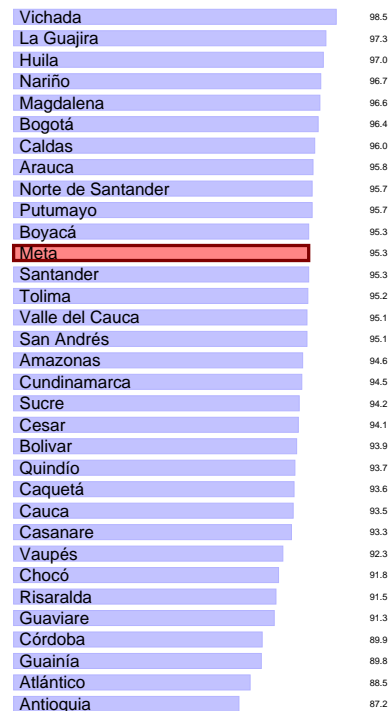 Vichada 98.5
La Guajira 97.3
Huila 97.0
Nariño 96.7
Magdalena 96.6
Bogotá 96.4
Caldas 96.0
Arauca 95.8
Norte de Santander 95.7
Putumayo 95.7
Boyacá 95.3
Meta 95.3
Santander 95.3
Tolima 95.2
Valle del Cauca 95.1
San Andrés 95.1
Amazonas 94.6
Cundinamarca 94.5
Sucre 94.2
Cesar 94.1
Bolivar 93.9
Quindío 93.7
Caquetá 93.6
Cauca 93.5
Casanare 93.3
Vaupés 92.3
Chocó 91.8
Risaralda 91.5
Guaviare 91.3
Córdoba 89.9
Guainía 89.8
Atlántico 88.5
Antioquia 87.2